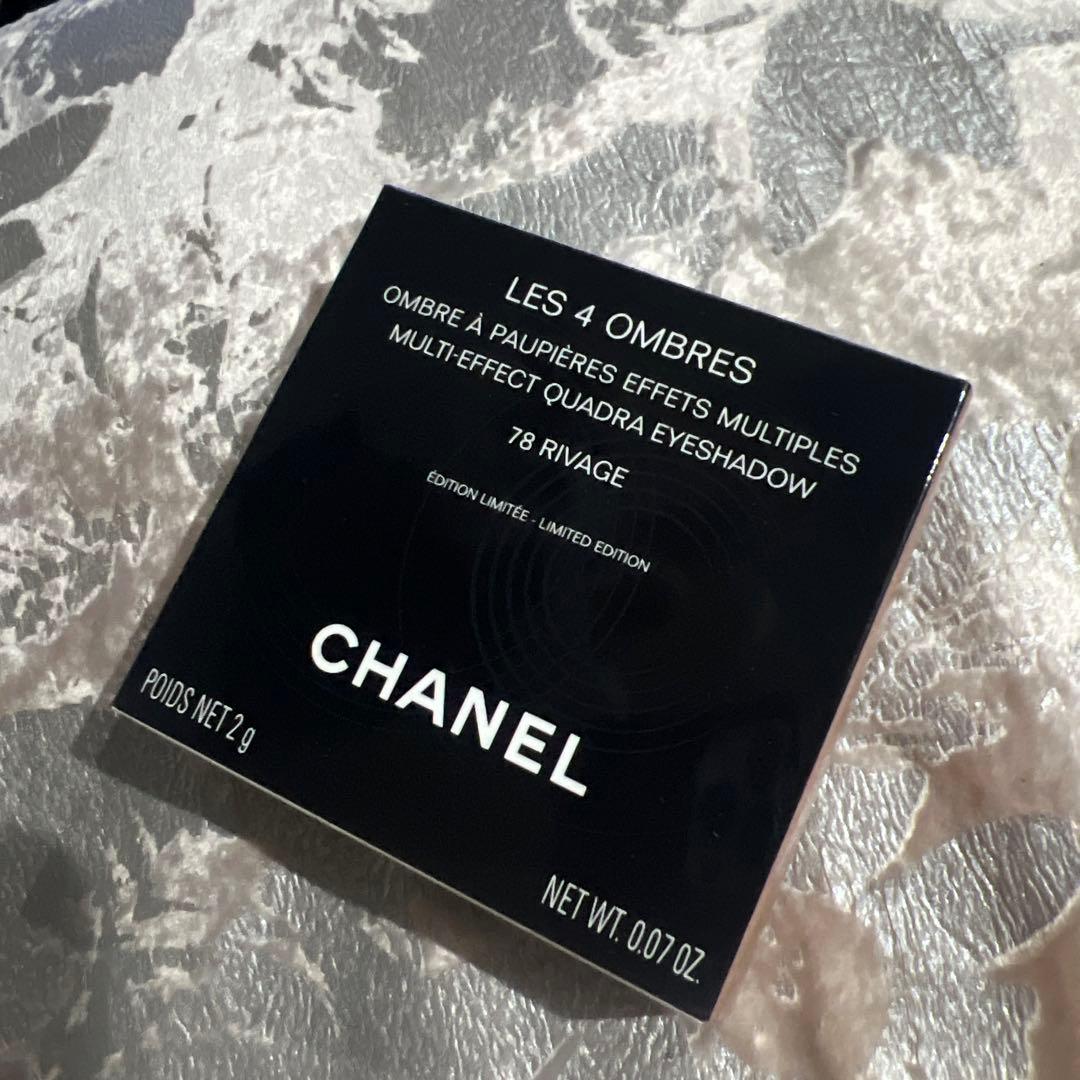 LES 4 OMBRES
OMBRE À PAUPIÈRES EFFETS MULTIPLES
MULTI-EFFECT QUADRA EYESHADOW
78 RIVAGE
ÉDITION LIMITÉE - LIMITED EDITION
CHANEL
POIDS NET 2 g
NET WT. 0.07 OZ.